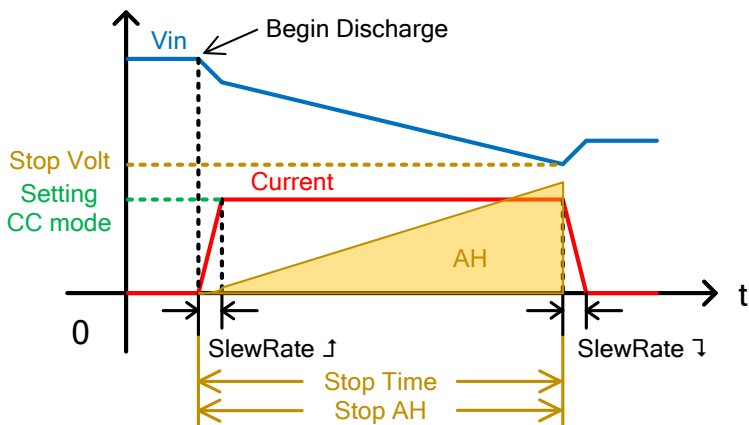 Vin
Begin Discharge
Stop Volt
Setting
CC mode
Current
AH
0
t
SlewRate ↥
SlewRate ↧
Stop Time
Stop AH